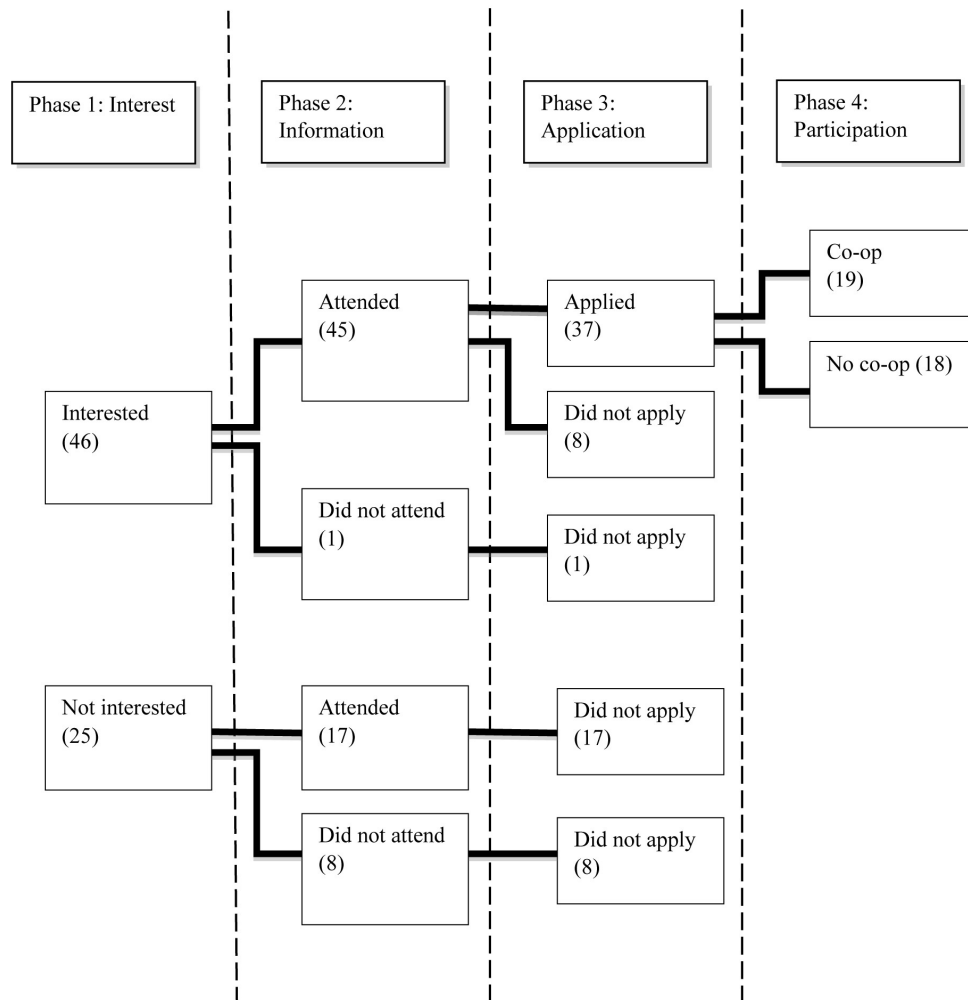 Phase 1: Interest
Phase 2:
Information
Phase 3:
Application
Phase 4:
Participation
Co-op
(19)
No co-op (18)
Attended
(45)
Applied
(37)
Interested
(46)
Did not apply
(8)
Did not attend
(1)
Did not apply
(1)
Not interested
(25)
Attended
(17)
Did not apply
(17)
Did not attend
(8)
Did not apply
(8)